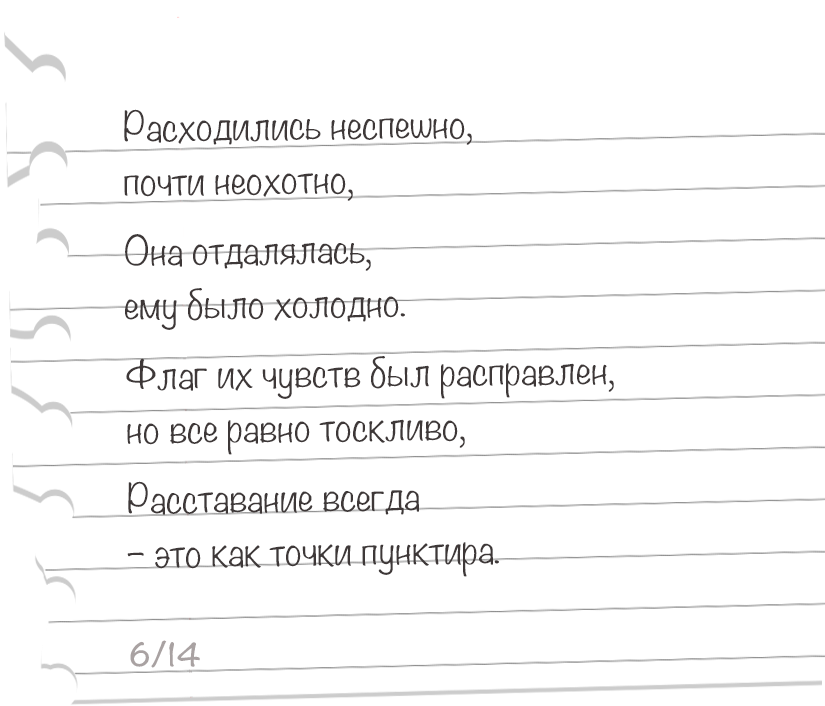 Расходились неспешно,
почти неохотно,
Она отдалялась,
ему было холодно.
Флаг их чувств был расправлен,
но все равно тоскливо,
Расставание всегда
– это как точки пунктира.
6/14